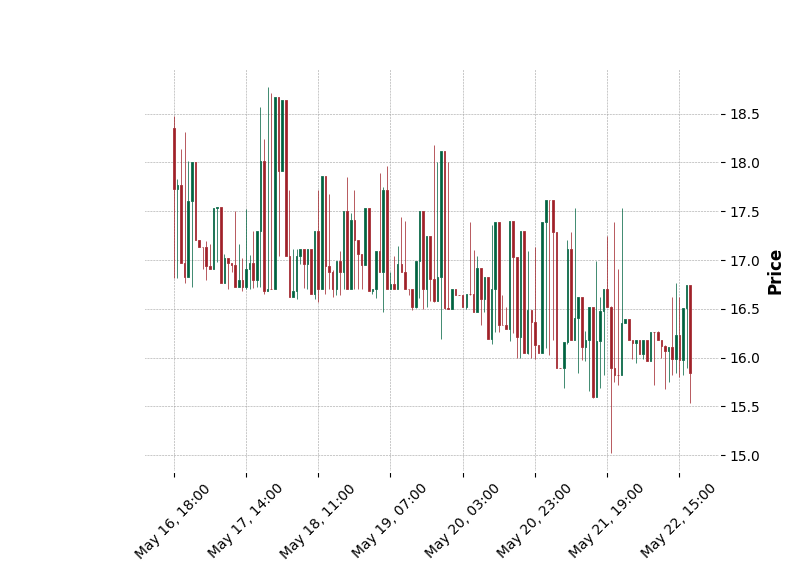 18.5
18.0
17.5
17.0
16.5
16.0
15.5
15.0
Price
May 16, 18:00
May 17, 14:00
May 18, 11:00
May 19, 07:00
May 20, 03:00
May 20, 23:00
May 21, 19:00
May 22, 15:00